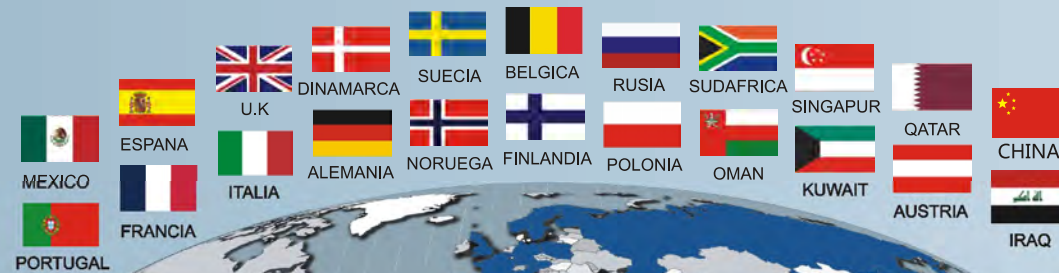 MEXICO
PORTUGAL
ESPANA
FRANCIA
U.K
ITALIA
DINAMARCA
ALEMANIA
SUECIA
NORUEGA
BELGICA
FINLANDIA
RUSIA
POLONIA
SUDAFRICA
OMAN
SINGAPUR
KUWAIT
QATAR
AUSTRIA
CHINA
IRAQ